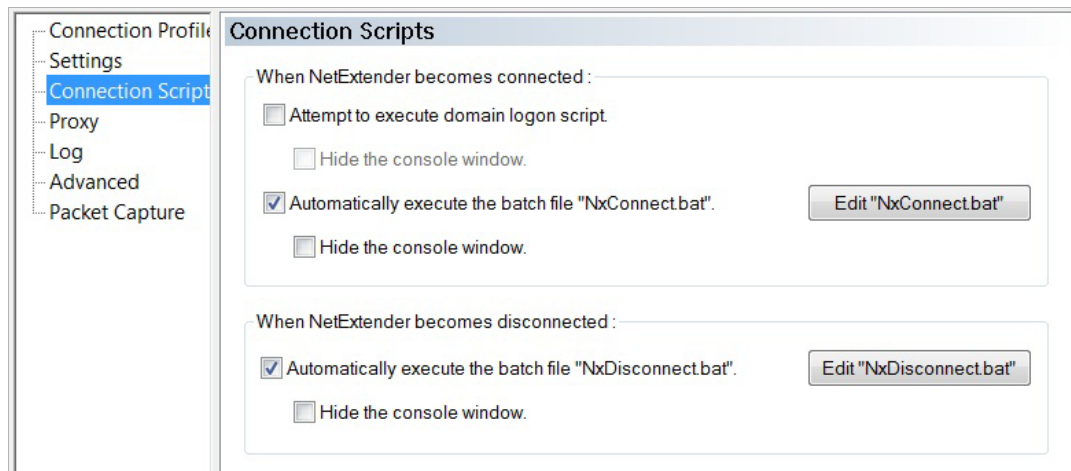 Connection Profile
Settings
Connection Script
Proxy
Log
Advanced
Packet Capture
Connection Scripts
When NetExtender becomes connected :
Attempt to execute domain logon script.
Hide the console window.
Automatically execute the batch file "NxConnect.bat".
Edit "NxConnect.bat"
Hide the console window.
When NetExtender becomes disconnected :
Automatically execute the batch file "NxDisconnect.bat".
Edit "NxDisconnect.bat"
Hide the console window.